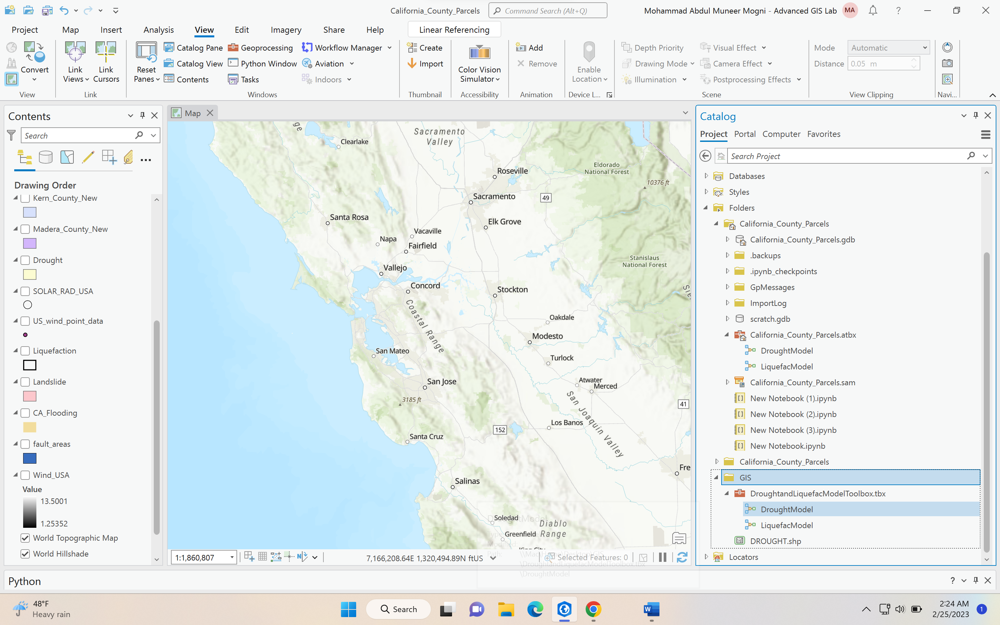 California_County_Parcels
Command Search (Alt+Q)
Mohammad Abdul Muneer Mogni - Advanced GIS Lab
MA
?
Project
Map
Insert
Analysis
View
Edit
Imagery
Share
Help
Linear Referencing
Convert
View
Link
Views
Link
Cursors
Link
Reset
Panes
Catalog Pane
Catalog View
Contents
Geoprocessing
Python Window
Tasks
Workflow Manager
Aviation
Indoors
Windows
Create
Import
Thumbnail
Color Vision
Simulator
Accessibility
Add
Remove
Animation
Enable
Location
Device L...
Depth Priority
Drawing Mode
Illumination
Visual Effect
Camera Effect
Postprocessing Effects
Scene
Mode
Automatic
Distance
0.05 m
View Clipping
Navi...
Contents
Search
Drawing Order
Kern_County_New
Madera_County_New
Drought
SOLAR_RAD_USA
US_wind_point_data
Liquefaction
Landslide
CA_Flooding
fault_areas
Wind_USA
Value
13.5001
1.25352
World Topographic Map
World Hillshade
Map
ge
Clearlake
Sacramento
Valley
Roseville
Eldorado
National Forest
10376 ft
Sacramento
49
Santa Rosa
Elk Grove
Vacaville
Napa
Fairfield
Stanislaus
National Forest
Vallejo
Concord
Stockton
Sier
Coastal Range
Oakdale
Modesto
San Mateo
Turlock
San Jose
Atwater
Merced
3185 ft
41
San Joaquin Valley
Los Banos
152
Santa Cruz
Fre
Salinas
Soledad
Diablo
Range
Greenfield
King City
DroughtModel
Modified:
Path:
\\Mac\Home\Desktop\GIS
\DroughtandLiquefacModelToolbox.tbx
\DroughtModel
1:1,860,807
7,166,208.64E 1,320,494.89N ftUS
Selected Features: 0
Catalog
Project
Portal
Computer
Favorites
Search Project
Databases
Styles
Folders
California_County_Parcels
California_County_Parcels.gdb
.backups
.ipynb_checkpoints
GpMessages
ImportLog
scratch.gdb
California_County_Parcels.atbx
DroughtModel
LiquefacModel
California_County_Parcels.sam
New Notebook (1).ipynb
New Notebook (2).ipynb
New Notebook (3).ipynb
New Notebook.ipynb
California_County_Parcels
GIS
DroughtandLiquefacModelToolbox.tbx
DroughtModel
LiquefacModel
DROUGHT.shp
Locators
Python
?
48°F
Heavy rain
Search
2:24 AM
2/25/2023
1